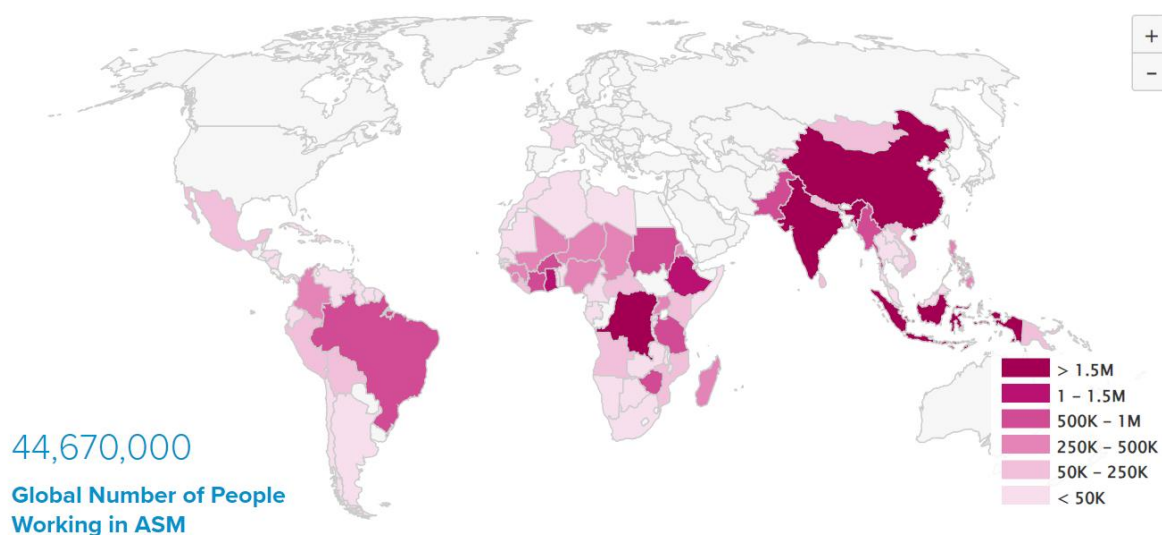 +
−
> 1.5M
1 – 1.5M
500K – 1M
250K – 500K
50K – 250K
< 50K
44,670,000
Global Number of People
Working in ASM